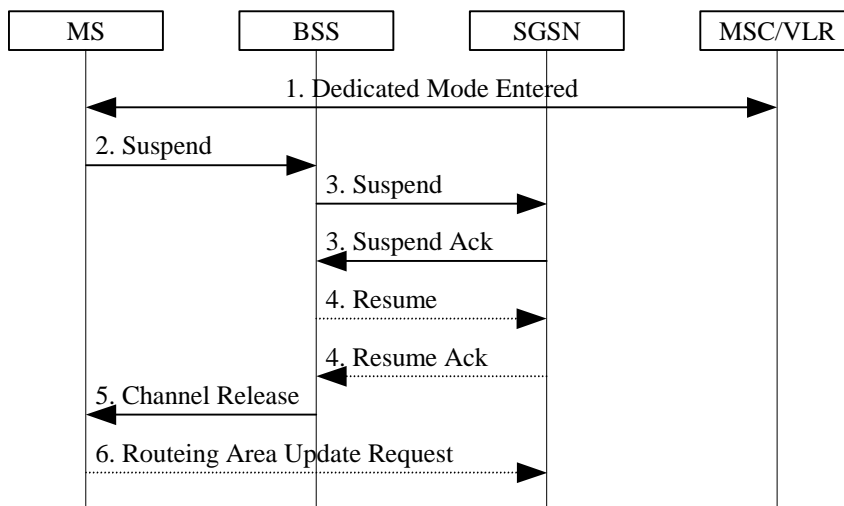 MS
BSS
SGSN
MSC/VLR
1. Dedicated Mode Entered
2. Suspend
3. Suspend
3. Suspend Ack
4. Resume
4. Resume Ack
5. Channel Release
6. Routeing Area Update Request